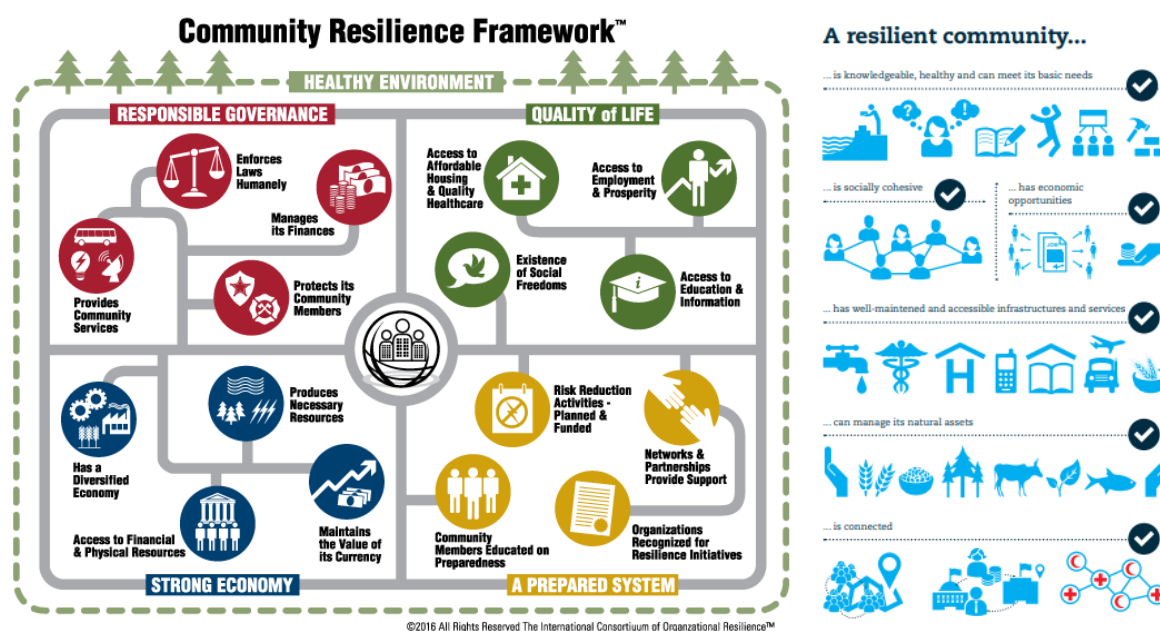 Community Resilience Framework™
HEALTHY ENVIRONMENT
RESPONSIBLE GOVERNANCE
Enforces
Laws
Humanely
Manages
its Finances
Provides
Community
Services
Protects its
Community
Members
QUALITY of LIFE
Access to
Affordable
Housing
& Quality
Healthcare
Access to
Employment
& Prosperity
Existence
of Social
Freedoms
i
Access to
Education &
Information
Produces
Necessary
Resources
Has a
Diversified
Economy
Access to Financial
& Physical Resources
Maintains
the Value of
its Currency
STRONG ECONOMY
Risk Reduction
Activities -
Planned &
Funded
Networks &
Partnerships
Provide Support
Community
Members Educated on
Preparedness
Organizations
Recognized for
Resilience Initiatives
A PREPARED SYSTEM
©2016 All Rights Reserved The International Consortium of Organzational Resilience™
A resilient community...
... is knowledgeable, healthy and can meet its basic needs
? !
... is socially cohesive
... has economic
opportunities
JOB
... has well-maintened and accessible infrastructures and services
H
... can manage its natural assets
... is connected